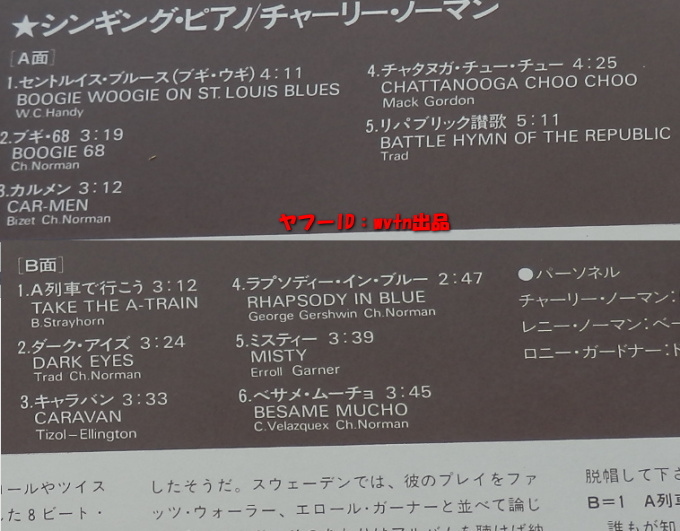 ★シンギング・ピアノ/チャーリー・ノーマン
[A面]
1.セントルイス・ブルース(ブギ・ウギ) 4:11
BOOGIE WOOGIE ON ST. LOUIS BLUES
W.C.Handy
2.ブギ・68 3:19
BOOGIE 68
Ch.Norman
3.カルメン 3:12
CAR-MEN
Bizet Ch.Norman
4.チャタヌガ・チュー・チュー 4:25
CHATTANOOGA CHOO CHOO
Mack Gordon
5.リパブリック讃歌 5:11
BATTLE HYMN OF THE REPUBLIC
Trad
ヤフーID:mvfn出品
[B面]
1.A列車で行こう 3:12
TAKE THE A-TRAIN
B.Strayhorn
2.ダーク・アイズ 3:24
DARK EYES
Trad Ch.Norman
3.キャラバン 3:33
CARAVAN
Tizol-Ellington
4.ラプソディー・イン・ブルー 2:47
RHAPSODY IN BLUE
George Gershwin Ch.Norman
5.ミスティー 3:39
MISTY
Erroll Garner
6.ベサメ・ムーチョ 3:45
BESAME MUCHO
C.Velazquex Ch.Norman
●パーソネル
チャーリー・ノーマン:
レニー・ノーマン:ベー
ロニー・ガードナー:ド
ロールやツイス
った8ビート・
したそうだ。スウェーデンでは、彼のプレイをファ
ッツ・ウォーラー、エロール・ガーナーと並べて論じ
脱帽して下さ
B=1 A列車
誰もが知